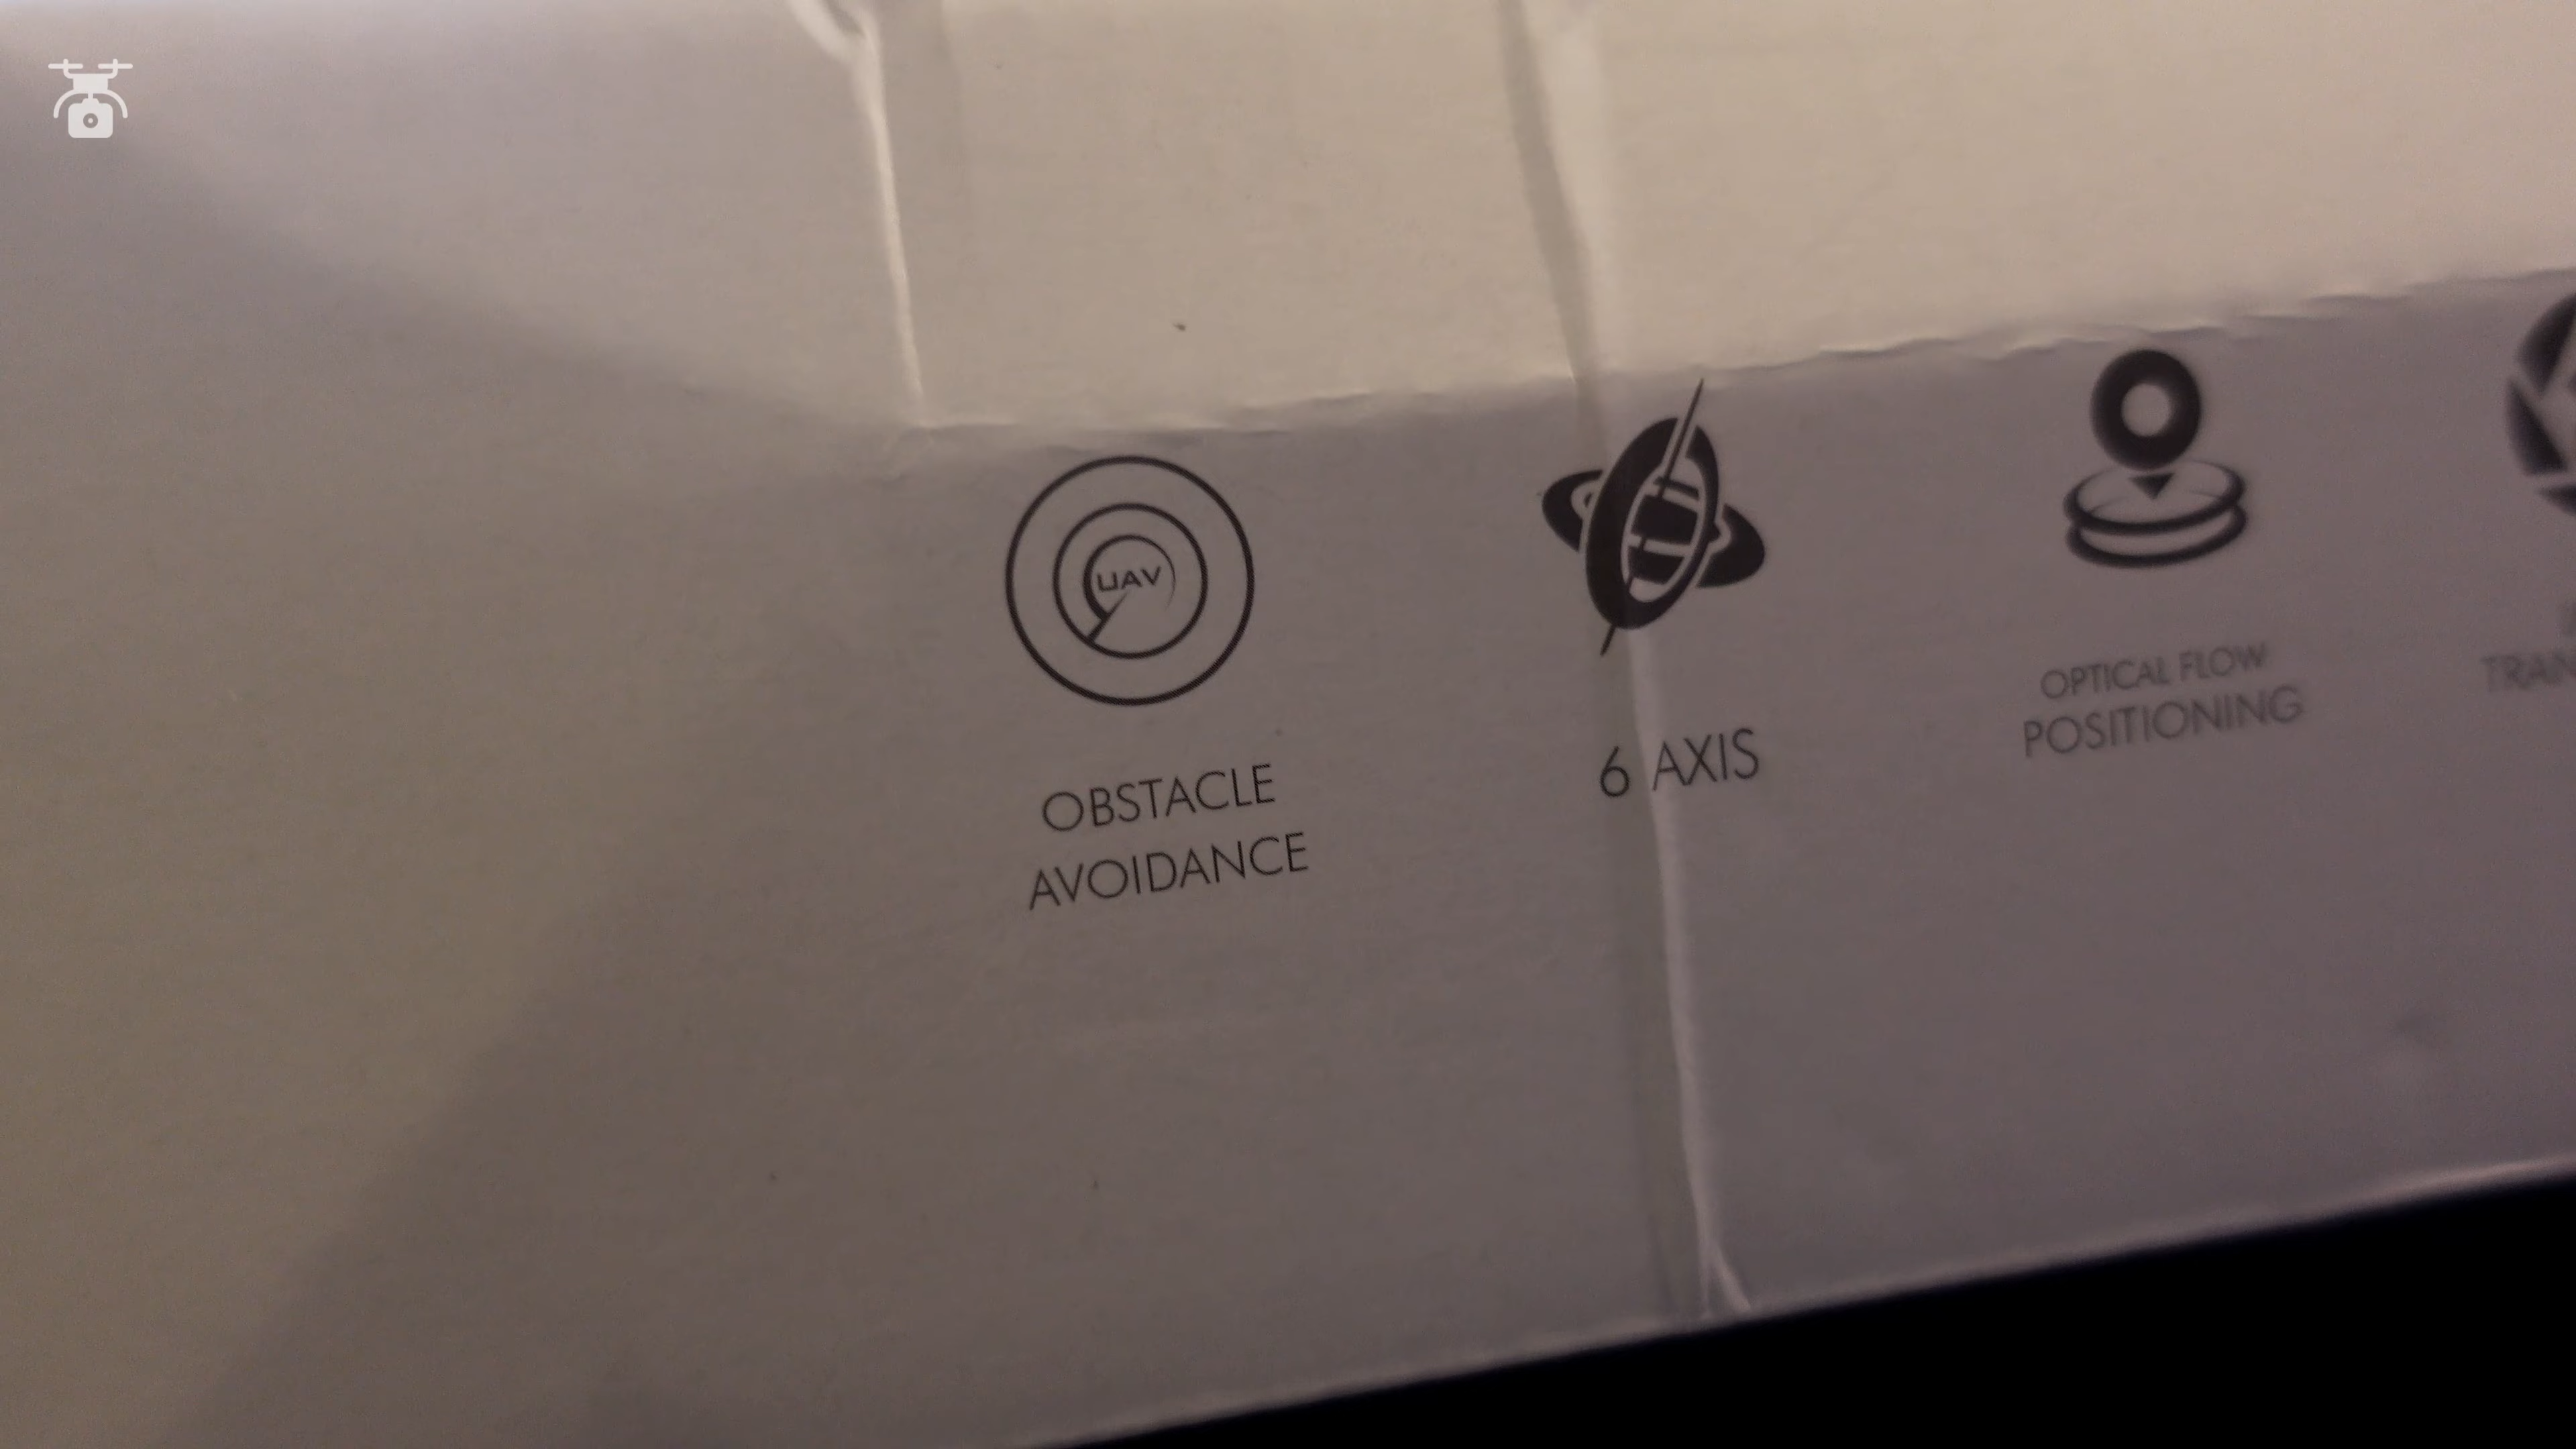 UAV
OBSTACLE
AVOIDANCE
6 AXIS
OPTICAL FLOW
POSITIONING